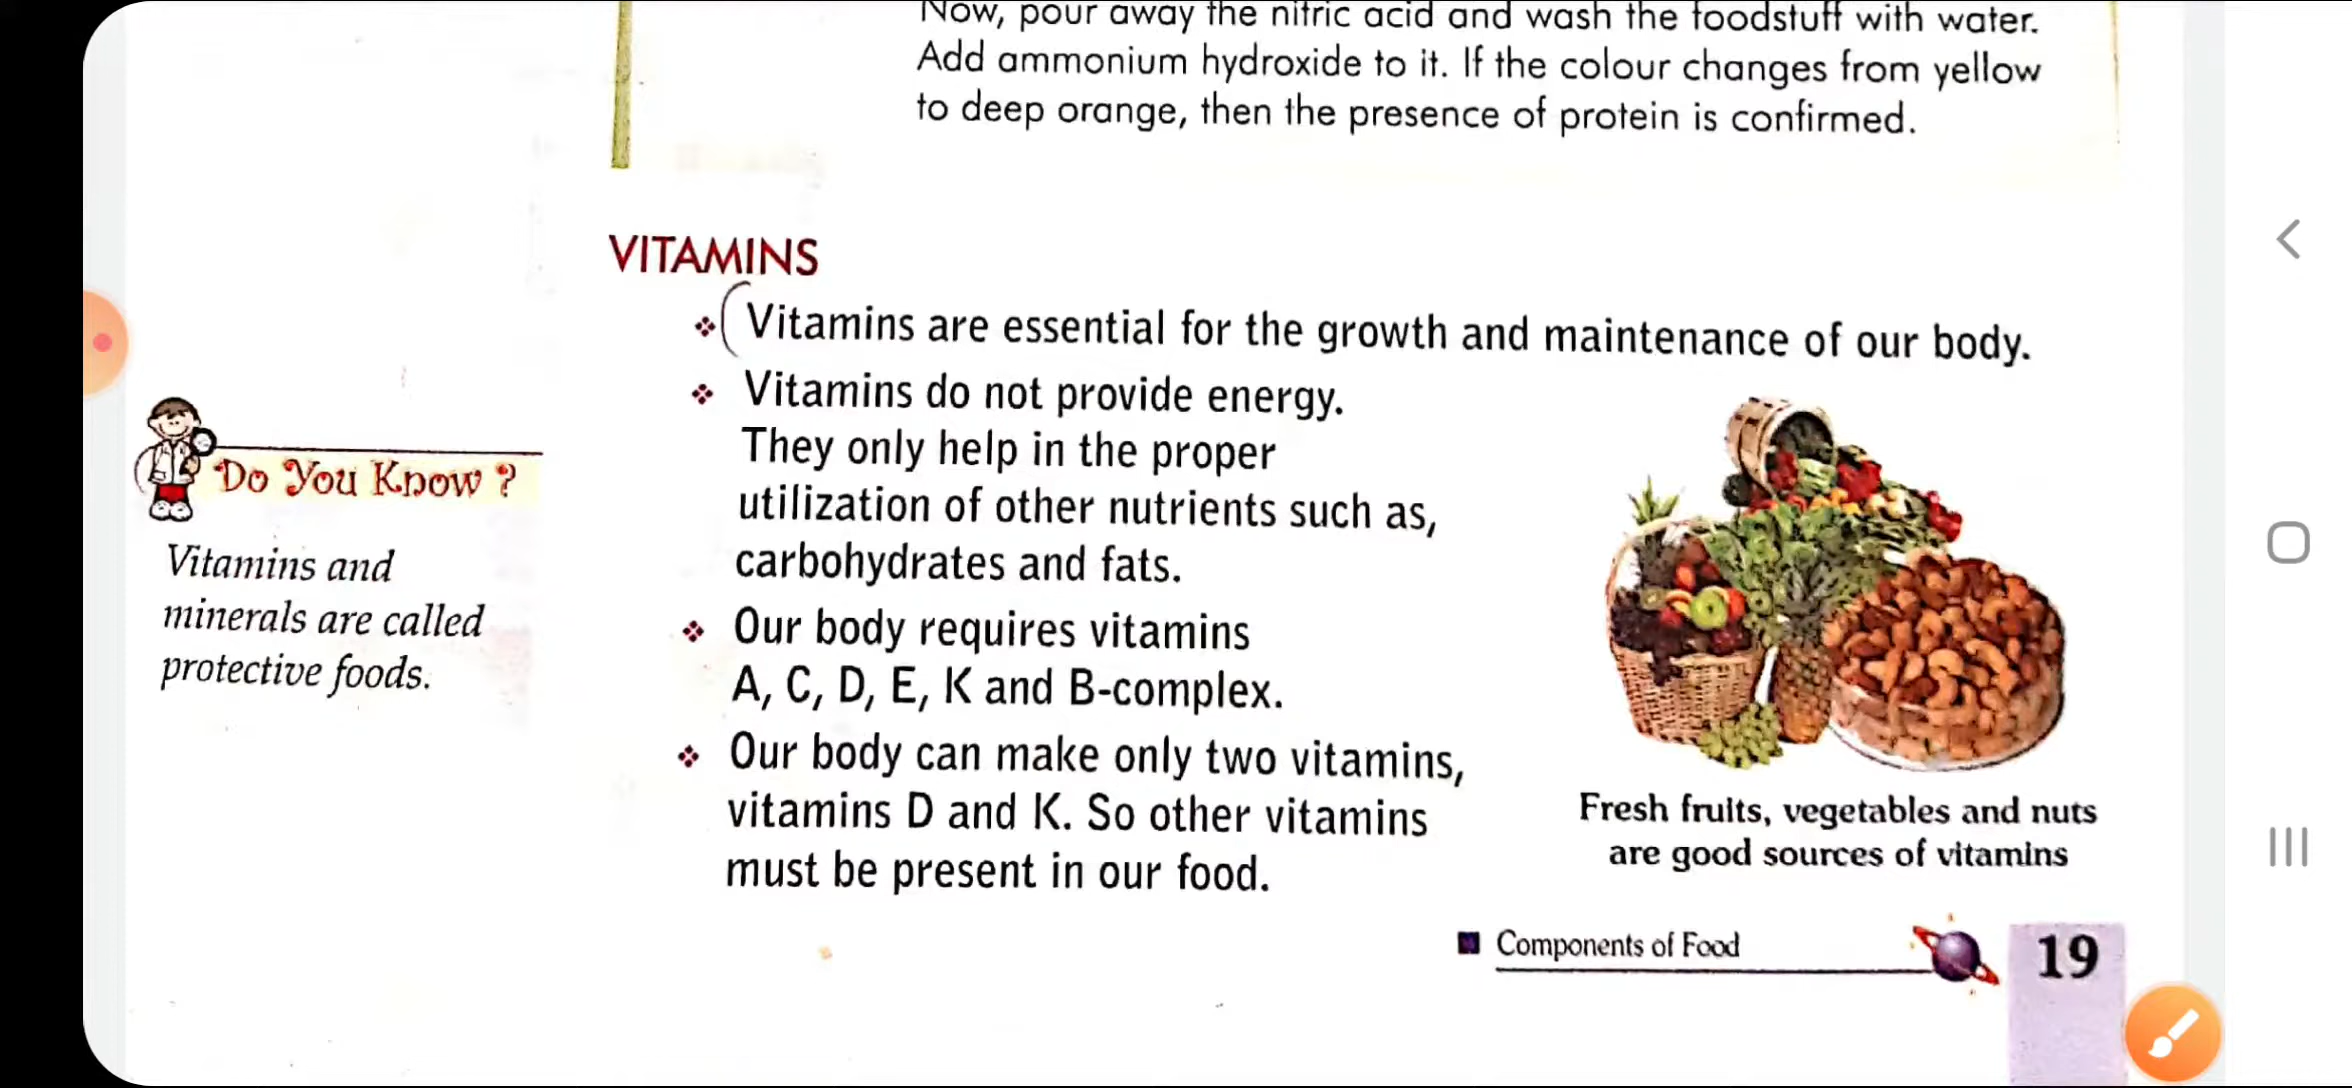 Now, pour away the nitric acid and wash the foodstuff with water.
Add ammonium hydroxide to it. If the colour changes from yellow
to deep orange, then the presence of protein is confirmed.
VITAMINS
Vitamins are essential for the growth and maintenance of our body.
Vitamins do not provide energy.
They only help in the proper
utilization of other nutrients such as,
carbohydrates and fats.
Our body requires vitamins
A, C, D, E, K and B-complex.
Our body can make only two vitamins,
vitamins D and K. So other vitamins
must be present in our food.
Do You Know ?
Vitamins and
minerals are called
protective foods.
Fresh fruits, vegetables and nuts
are good sources of vitamins
Components of Food
19